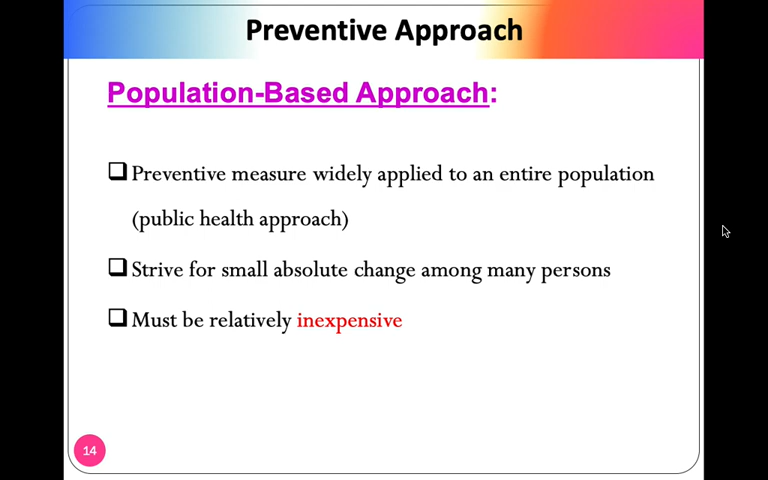 Preventive Approach
Population-Based Approach:
Preventive measure widely applied to an entire population
(public health approach)
Strive for small absolute change among many persons
Must be relatively inexpensive
14